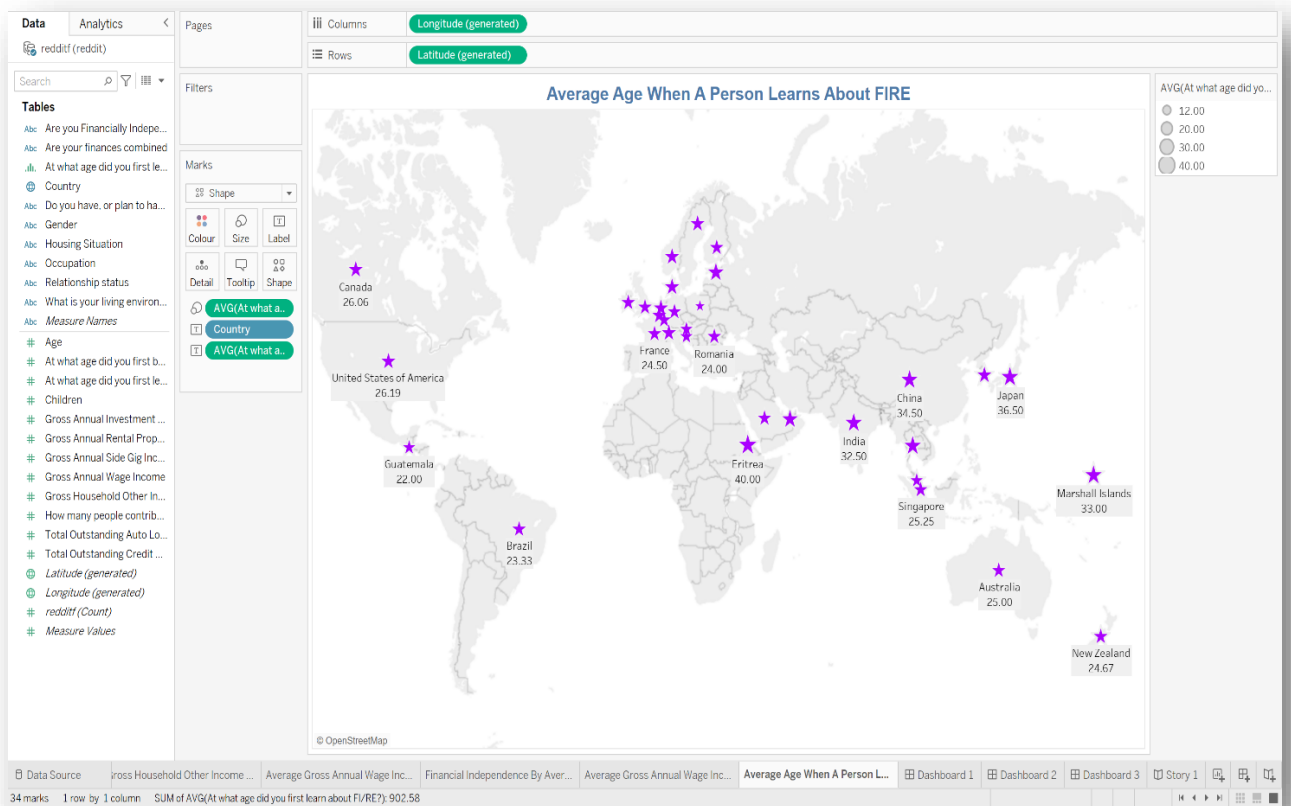 Data
Analytics
redditf (reddit)
Search
Tables
Abc Are you Financially Indepe...
Abc Are your finances combined
At what age did you first le...
Country
Abc Do you have, or plan to ha...
Abc Gender
Abc Housing Situation
Abc Occupation
Abc Relationship status
Abc What is your living environ...
Abc Measure Names
# Age
# At what age did you first b...
# At what age did you first le...
# Children
# Gross Annual Investment ...
# Gross Annual Rental Prop...
# Gross Annual Side Gig Inc...
# Gross Annual Wage Income
# Gross Household Other In...
# How many people contrib...
# Total Outstanding Auto Lo...
# Total Outstanding Credit ...
Latitude (generated)
Longitude (generated)
# redditf (Count)
# Measure Values
Pages
Filters
Marks
Shape
Colour Size Label
Detail Tooltip Shape
AVG(At what a..
Country
AVG(At what a..
Columns Longitude (generated)
Rows Latitude (generated)
Average Age When A Person Learns About FIRE
Canada
26.06
United States of America
26.19
Guatemala
22.00
Brazil
23.33
France
24.50
Romania
24.00
Eritrea
40.00
India
32.50
China
34.50
Japan
36.50
Singapore
25.25
Marshall Islands
33.00
Australia
25.00
New Zealand
24.67
© OpenStreetMap
AVG(At what age did yo...
12.00
20.00
30.00
40.00
Data Source
Gross Household Other Income ...
Average Gross Annual Wage Inc...
Financial Independence By Aver...
Average Gross Annual Wage Inc...
Average Age When A Person L...
Dashboard 1
Dashboard 2
Dashboard 3
Story 1
34 marks 1 row by 1 column SUM of AVG(At what age did you first learn about FI/RE?): 902.58